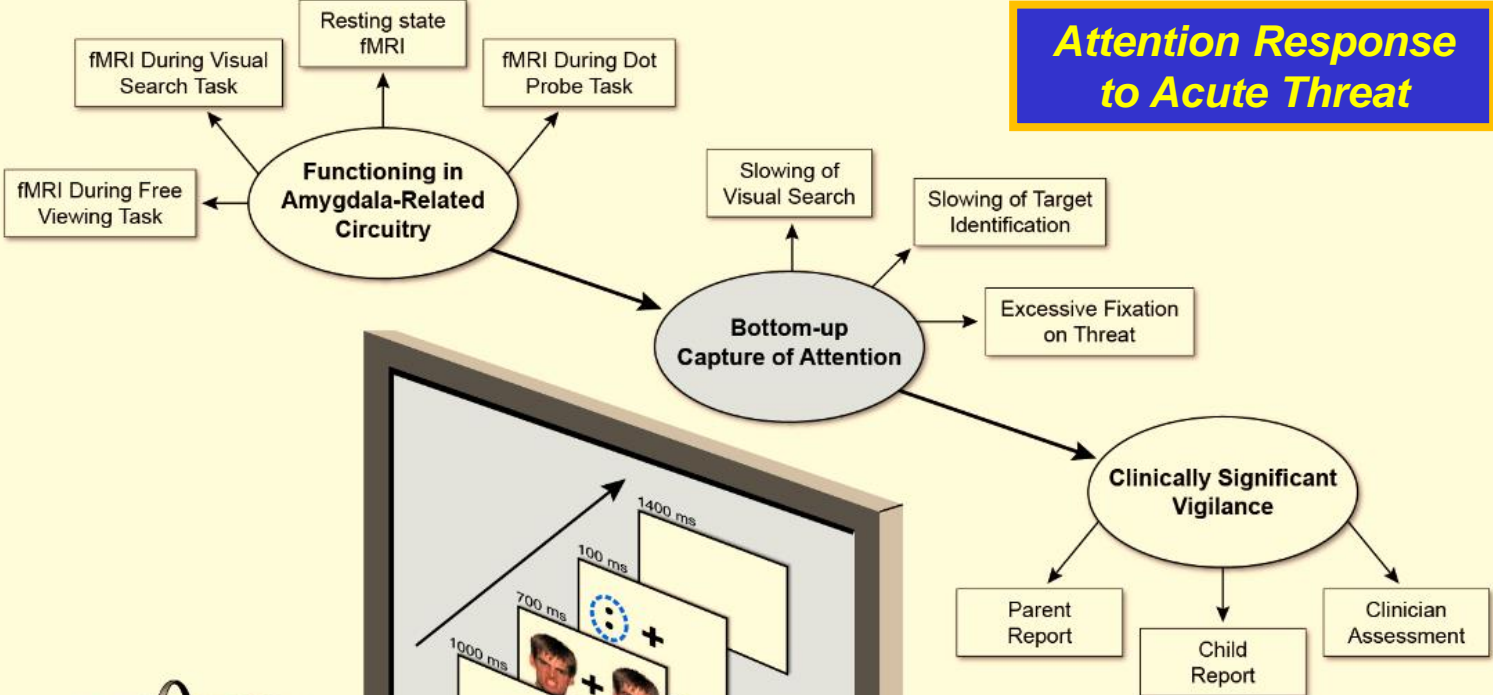 Attention Response
to Acute Threat
Resting state
fMRI
fMRI During Visual
Search Task
fMRI During Dot
Probe Task
fMRI During Free
Viewing Task
Functioning in
Amygdala-Related
Circuitry
Slowing of
Visual Search
Slowing of Target
Identification
Excessive Fixation
on Threat
Bottom-up
Capture of Attention
Clinically Significant
Vigilance
Parent
Report
Child
Report
Clinician
Assessment
1400 ms
100 ms
:
+
700 ms
+
1000 ms